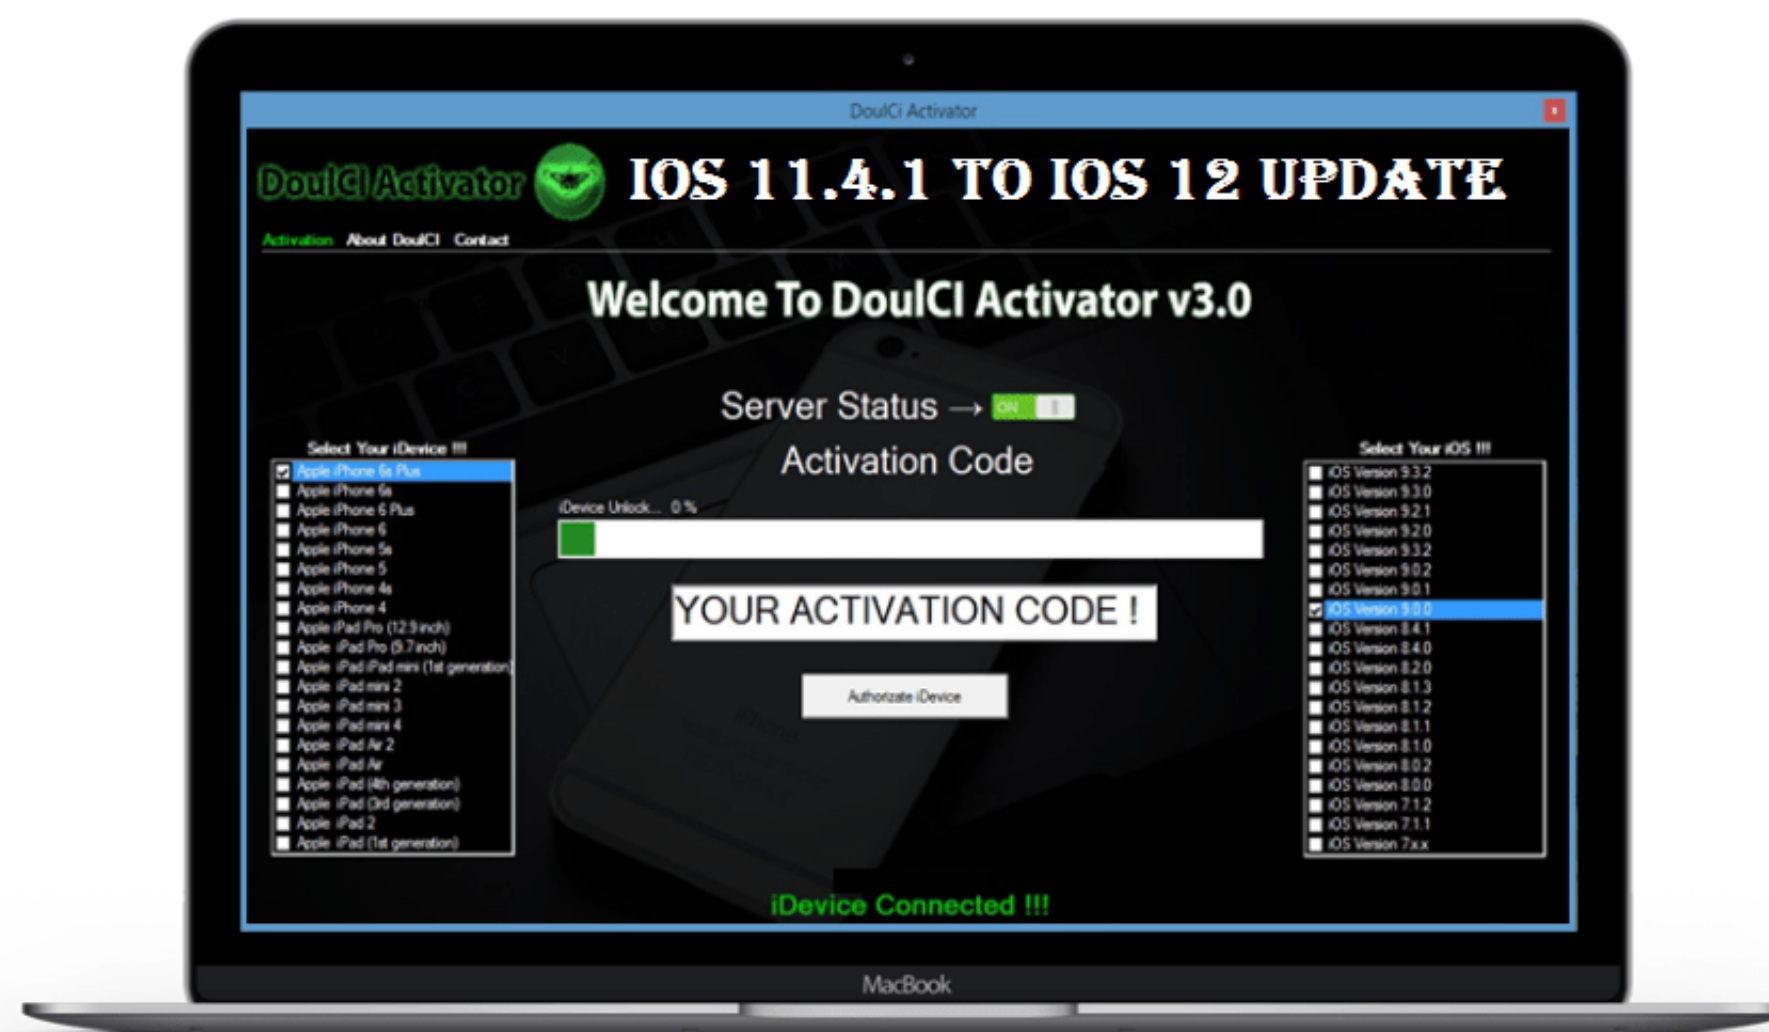 DoulCi Activator
x
DoulCI Activator
IOS 11.4.1 TO IOS 12 UPDATE
Activation About DoulCI Contact
Welcome To DoulCI Activator v3.0
Server Status → ON
Activation Code
iDevice Unlock... 0 %
YOUR ACTIVATION CODE !
Authorizate iDevice
Select Your iDevice !!!
Apple iPhone 6s Plus
Apple iPhone 6s
Apple iPhone 6 Plus
Apple iPhone 6
Apple iPhone 5s
Apple iPhone 5
Apple iPhone 4s
Apple iPhone 4
Apple iPad Pro (12.9 inch)
Apple iPad Pro (9.7 inch)
Apple iPad iPad mini (1st generation)
Apple iPad mini 2
Apple iPad mini 3
Apple iPad mini 4
Apple iPad Air 2
Apple iPad Air
Apple iPad (4th generation)
Apple iPad (3rd generation)
Apple iPad 2
Apple iPad (1st generation)
Select Your iOS !!!
iOS Version 9.3.2
iOS Version 9.3.0
iOS Version 9.2.1
iOS Version 9.2.0
iOS Version 9.3.2
iOS Version 9.0.2
iOS Version 9.0.1
iOS Version 9.0.0
iOS Version 8.4.1
iOS Version 8.4.0
iOS Version 8.2.0
iOS Version 8.1.3
iOS Version 8.1.2
iOS Version 8.1.1
iOS Version 8.1.0
iOS Version 8.0.2
iOS Version 8.0.0
iOS Version 7.1.2
iOS Version 7.1.1
iOS Version 7.x.x
iDevice Connected !!!
MacBook